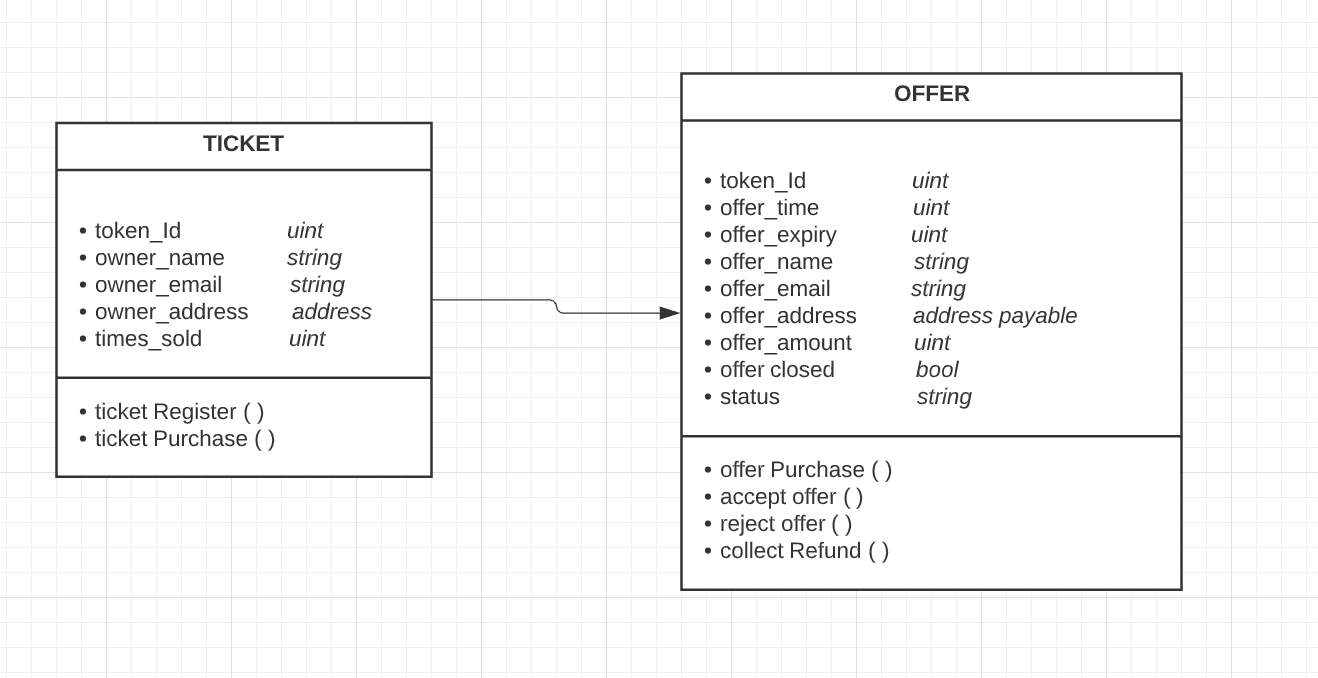 TICKET
• token_Id uint
• owner_name string
• owner_email string
• owner_address address
• times_sold uint
• ticket Register ( )
• ticket Purchase ( )
OFFER
• token_Id uint
• offer_time uint
• offer_expiry uint
• offer_name string
• offer_email string
• offer_address address payable
• offer_amount uint
• offer closed bool
• status string
• offer Purchase ( )
• accept offer ( )
• reject offer ( )
• collect Refund ( )